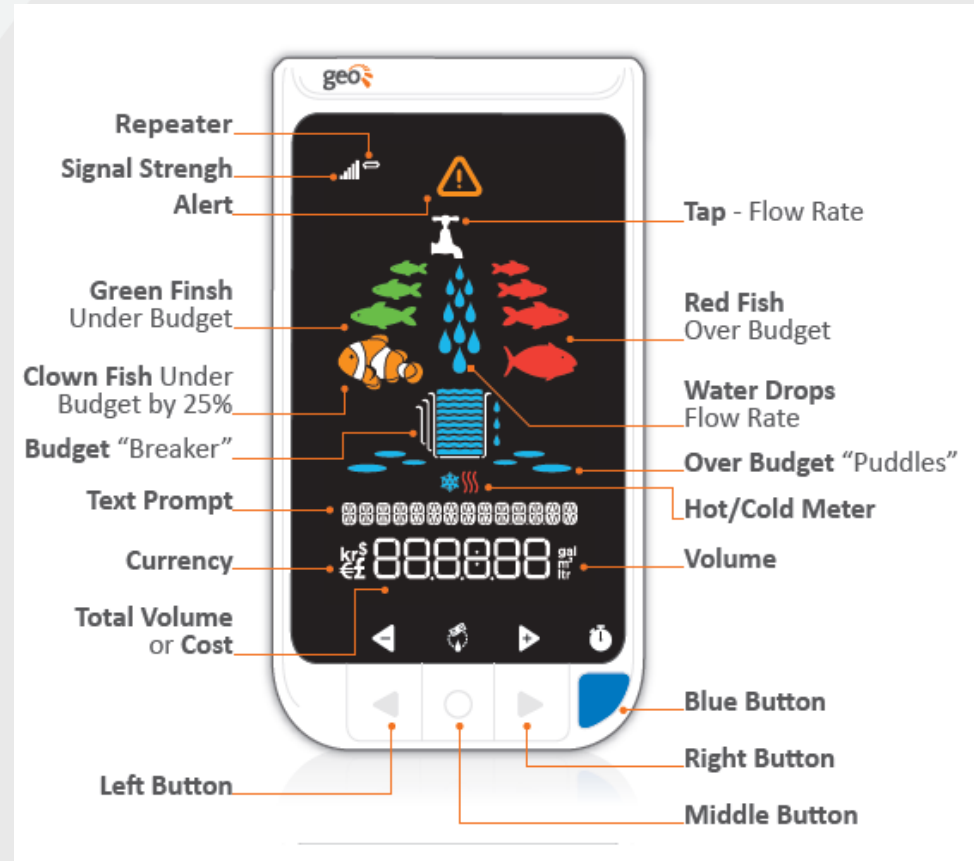 geo
Repeater
Signal Strengh
Alert
Tap - Flow Rate
Green Finsh
Under Budget
Red Fish
Over Budget
Clown Fish Under
Budget by 25%
Water Drops
Flow Rate
Budget “Breaker”
Over Budget “Puddles”
Text Prompt
Hot/Cold Meter
Currency
kr$
€£
888888
gal
m³
ltr
Volume
Total Volume
or Cost
Blue Button
Right Button
Left Button
Middle Button